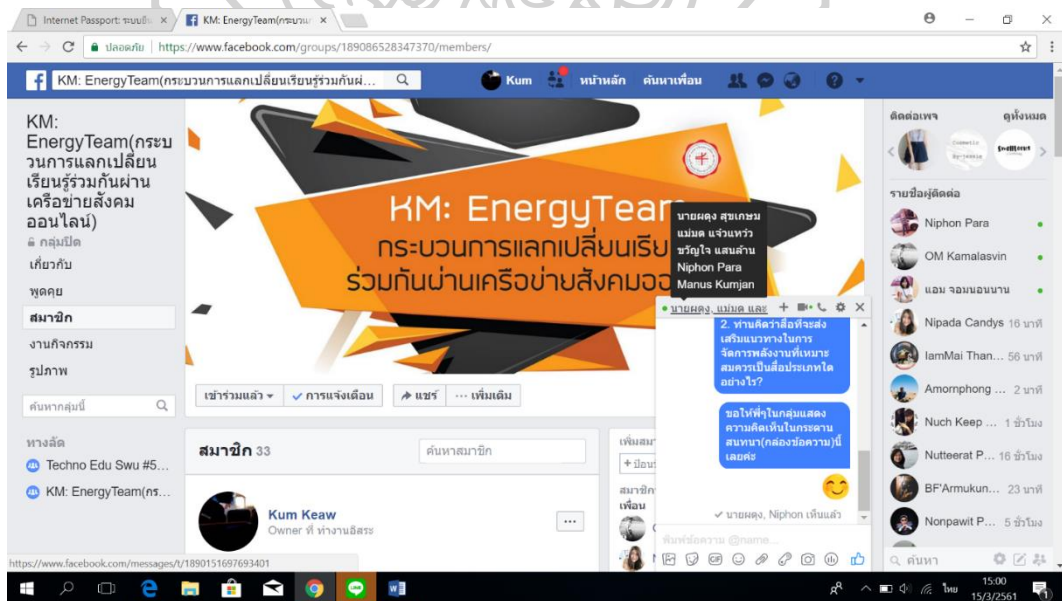 Internet Passport: ระบบยืน
KM: EnergyTeam(กระบวน
ปลอดภัย
https://www.facebook.com/groups/189086528347370/members/
KM: EnergyTeam(กระบวนการแลกเปลี่ยนเรียนรู้ร่วมกันผ่...
Kum
หน้าหลัก
ค้นหาเพื่อน
KM:
EnergyTeam(กระบ
วนการแลกเปลี่ยน
เรียนรู้ร่วมกันผ่าน
เครือข่ายสังคม
ออนไลน์)
กลุ่มปิด
เกี่ยวกับ
พูดคุย
สมาชิก
งานกิจกรรม
รูปภาพ
ค้นหากลุ่มนี้
ทางลัด
Techno Edu Swu #5...
KM: EnergyTeam(กร...
KM: EnergyTeam
กระบวนการแลกเปลี่ยนเรีย
ร่วมกันผ่านเครือข่ายสังคมออ
เข้าร่วมแล้ว
การแจ้งเตือน
แชร์
เพิ่มเติม
สมาชิก 33
ค้นหาสมาชิก
Kum Keaw
Owner ที่ ทำงานอิสระ
เพิ่มสมา
+ ป้อนร
สมาชิก
เพื่อน
นายผดุง สุขเกษม
แม่มด แจ๋วแหว๋ว
ขวัญใจ แสนล้าน
Niphon Para
Manus Kumjan
นายผดุง, แม่มด และ
2. ท่านคิดว่าสื่อที่จะส่ง
เสริมแนวทางในการ
จัดการพลังงานที่เหมาะ
สมควรเป็นสื่อประเภทใด
อย่างไร?
ขอให้พี่ๆในกลุ่มแสดง
ความคิดเห็นในกระดาน
สนทนา(กล่องข้อความ)นี้
เลยค่ะ
นายผดุง, Niphon เห็นแล้ว
พิมพ์ข้อความ @name...
GIF
ติดต่อเพจ
ดูทั้งหมด
รายชื่อผู้ติดต่อ
Niphon Para
OM Kamalasvin
แอม จอมนอนนาน
Nipada Candys 16 นาที
IamMai Than... 56 นาที
Amornphong ... 2 นาที
Nuch Keep ... 1 ชั่วโมง
Nutteerat P... 16 ชั่วโมง
BF'Armukun... 23 นาที
Nonpawit P... 5 ชั่วโมง
ค้นหา
https://www.facebook.com/messages/t/1890151697693401
ไทย
15:00
15/3/2561